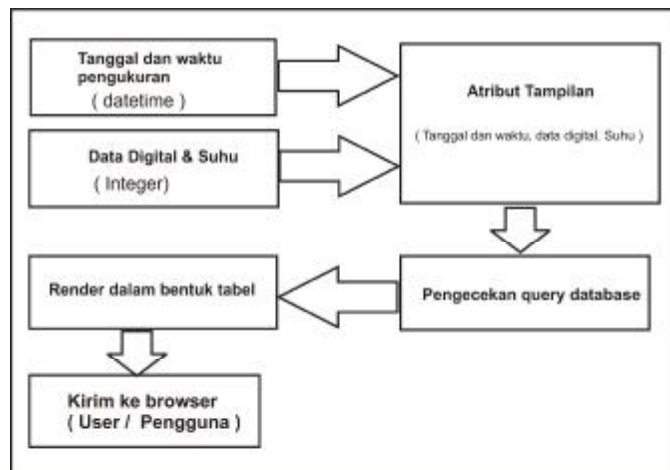 Tanggal dan waktu
pengukuran
( datetime )
Data Digital & Suhu
( Integer)
Atribut Tampilan
( Tanggal dan waktu, data digital, Suhu )
Pengecekan query database
Render dalam bentuk tabel
Kirim ke browser
( User / Pengguna )